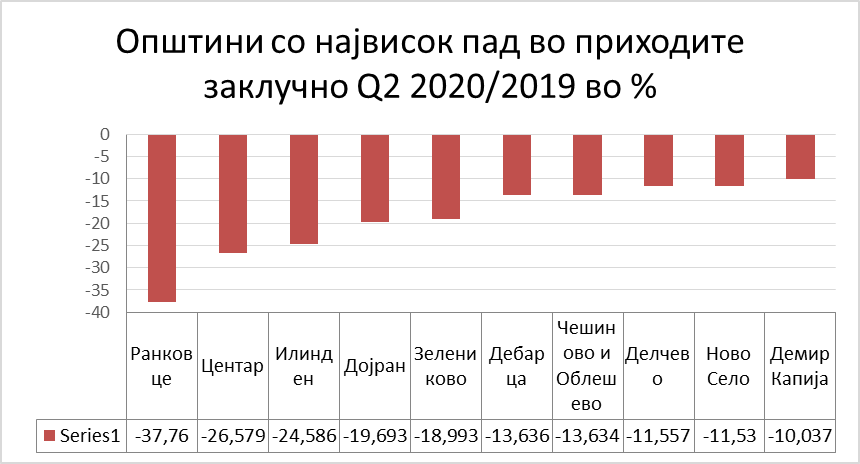 Општини со највисок пад во приходите
заклучно Q2 2020/2019 во %
0
-5
-10
-15
-20
-25
-30
-35
-40
Ранков
це
Центар
Илинд
ен
Дојран
Зелени
ково
Дебар
ца
Чешин
ово и
Облеш
ево
Делчев
о
Ново
Село
Демир
Капија
Series1 -37,76 -26,579 -24,586 -19,693 -18,993 -13,636 -13,634 -11,557 -11,53 -10,037